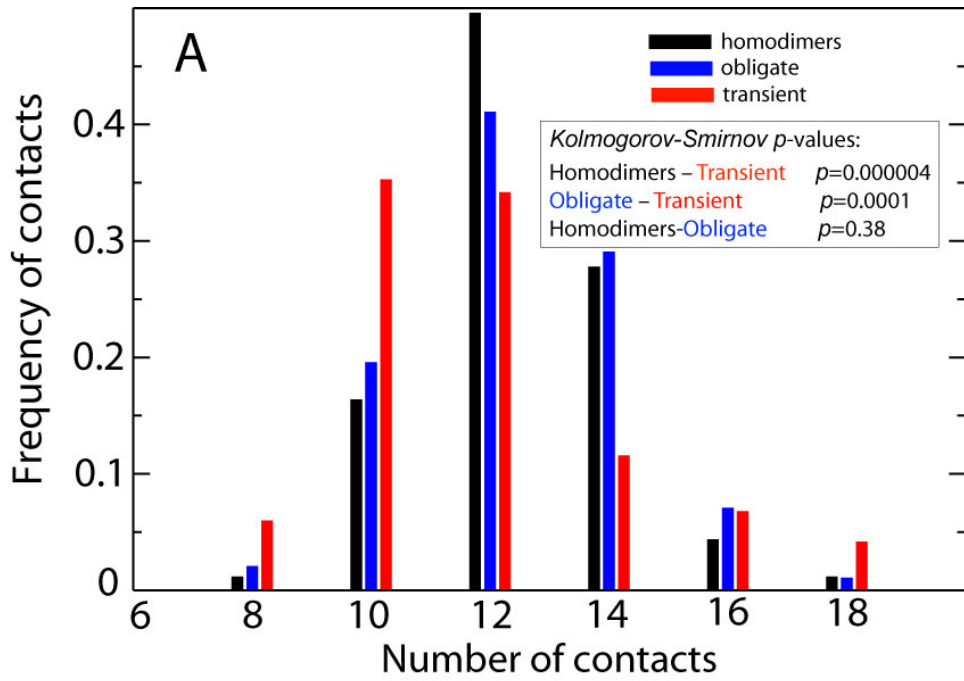 A
homodimers
obligate
transient
Kolmogorov-Smirnov p-values:
Homodimers – Transient p=0.000004
Obligate – Transient p=0.0001
Homodimers-Obligate p=0.38
Frequency of contacts
0.4
0.3
0.2
0.1
0
6 8 10 12 14 16 18
Number of contacts